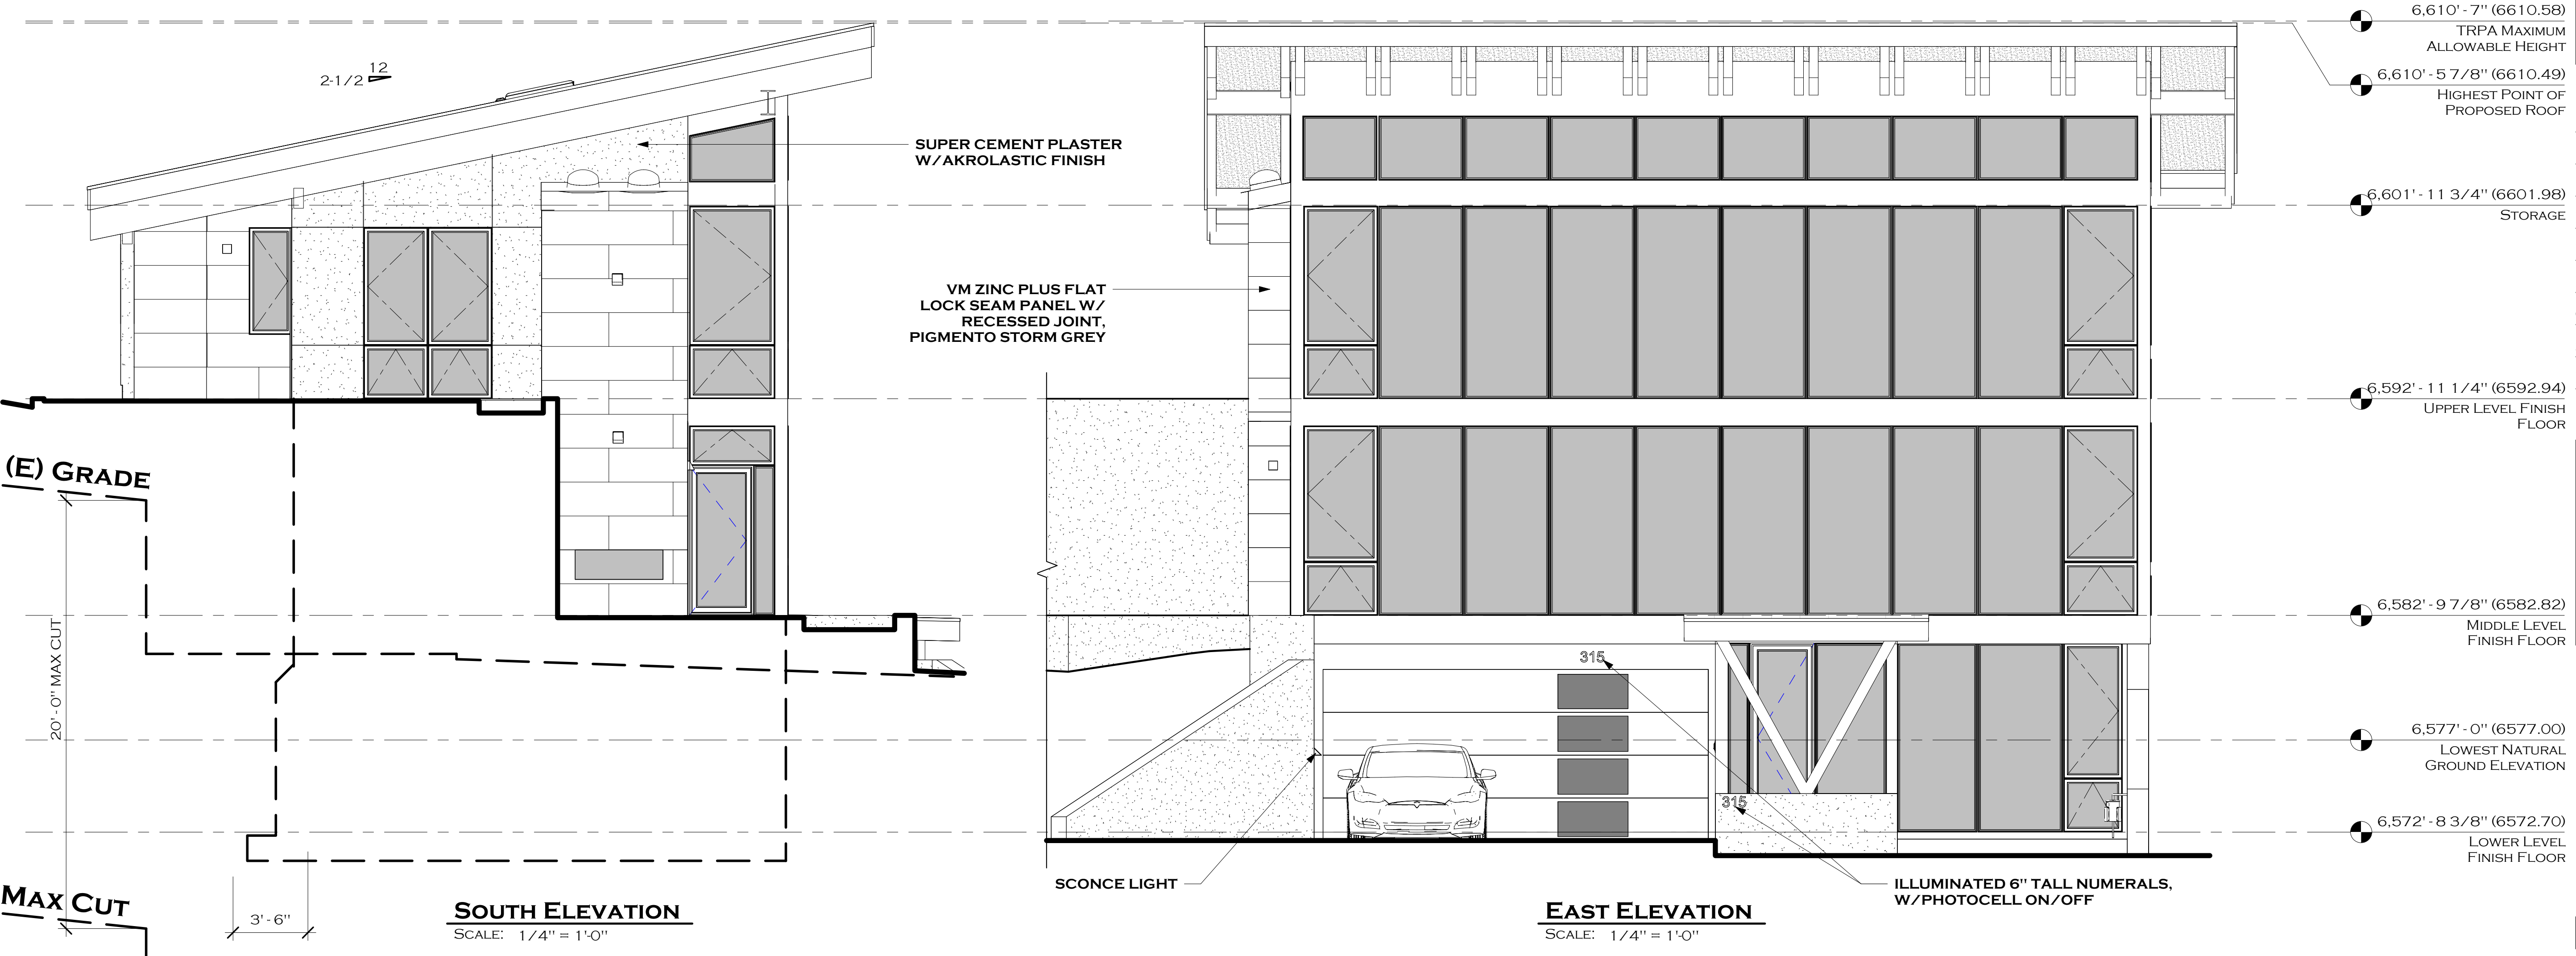 12
2-1/2
SUPER CEMENT PLASTER
W/AKROLASTIC FINISH
VM ZINC PLUS FLAT
LOCK SEAM PANEL W/
RECESSED JOINT,
PIGMENTO STORM GREY
(E) GRADE
20' - 0" MAX CUT
MAX CUT
3' - 6"
SOUTH ELEVATION
SCALE: 1/4" = 1'-0"
315
315
SCONCE LIGHT
ILLUMINATED 6" TALL NUMERALS,
W/PHOTOCELL ON/OFF
EAST ELEVATION
SCALE: 1/4" = 1'-0"
6,610' - 7" (6610.58)
TRPA MAXIMUM
ALLOWABLE HEIGHT
6,610' - 5 7/8" (6610.49)
HIGHEST POINT OF
PROPOSED ROOF
6,601' - 11 3/4" (6601.98)
STORAGE
6,592' - 11 1/4" (6592.94)
UPPER LEVEL FINISH
FLOOR
6,582' - 9 7/8" (6582.82)
MIDDLE LEVEL
FINISH FLOOR
6,577' - 0" (6577.00)
LOWEST NATURAL
GROUND ELEVATION
6,572' - 8 3/8" (6572.70)
LOWER LEVEL
FINISH FLOOR